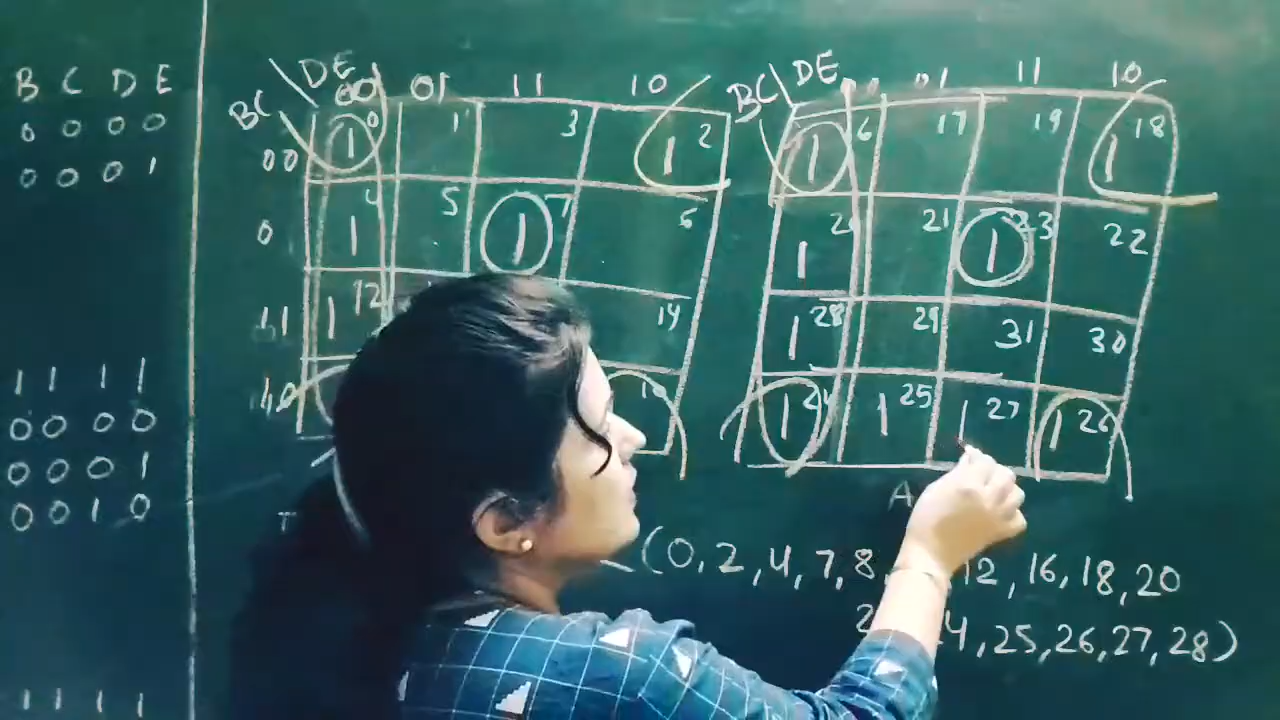 B C D E
0 0 0 0
0 0 0 1
1 1 1 1
0 0 0 0
0 0 0 1
0 0 1 0
1 1 1 1
DE
BC
00 01 11 10
00 1 0 1 3 1 2
0 1 4 5 1 7 6
11 1 12 14
10
DE
BC
01 11 10
1 6 17 19 1 18
1 20 21 1 23 22
1 28 29 31 30
1 24 1 25 1 27 1 26
A
(0, 2, 4, 7, 8, 12, 16, 18, 20
25, 26, 27, 28)